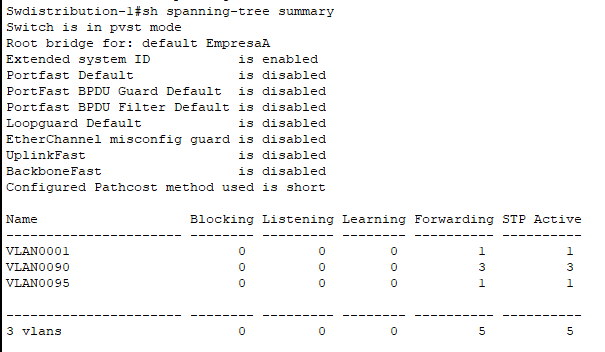 Swdistribution-1#sh spanning-tree summary
Switch is in pvst mode
Root bridge for: default EmpresaA
Extended system ID           is enabled
Portfast Default             is disabled
PortFast BPDU Guard Default  is disabled
Portfast BPDU Filter Default is disabled
Loopguard Default            is disabled
EtherChannel misconfig guard is disabled
UplinkFast                   is disabled
BackboneFast                 is disabled
Configured Pathcost method used is short
Name                   Blocking Listening Learning Forwarding STP Active
---------------------- -------- --------- -------- ---------- ----------
VLAN0001                     0         0        0          1          1
VLAN0090                     0         0        0          3          3
VLAN0095                     0         0        0          1          1
---------------------- -------- --------- -------- ---------- ----------
3 vlans                      0         0        0          5          5